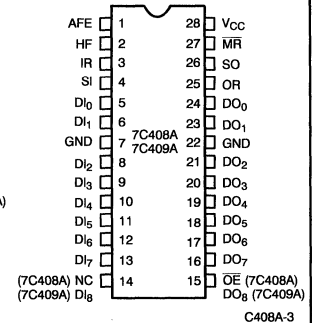 AFE 1 28 VCC
HF 2 27 MR
IR 3 26 SO
SI 4 25 OR
DI0 5 24 DO0
DI1 6 23 DO1
GND 7 7C408A 7C409A 22 GND
DI2 8 21 DO2
DI3 9 20 DO3
DI4 10 19 DO4
DI5 11 18 DO5
DI6 12 17 DO6
DI7 13 16 DO7
(7C408A) NC 14 15 OE (7C408A)
(7C409A) DI8 DO8 (7C409A)
C408A-3